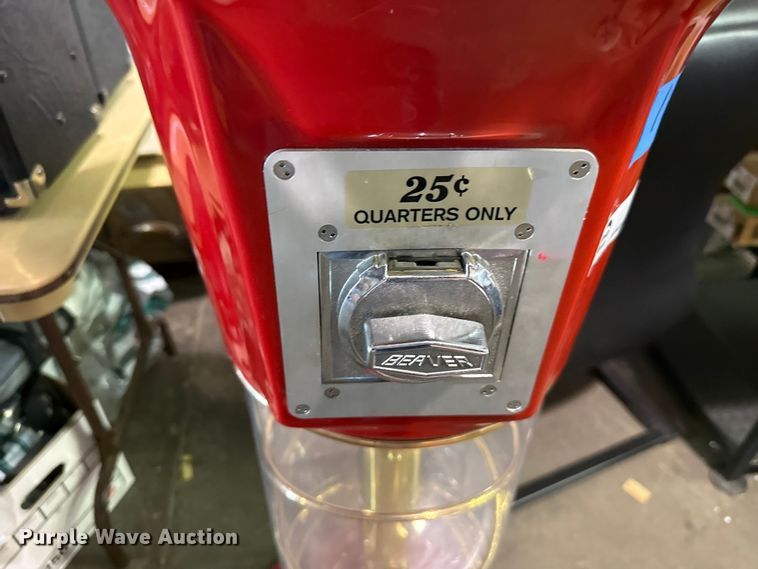 25¢
QUARTERS ONLY
BEAVER
Purple Wave Auction